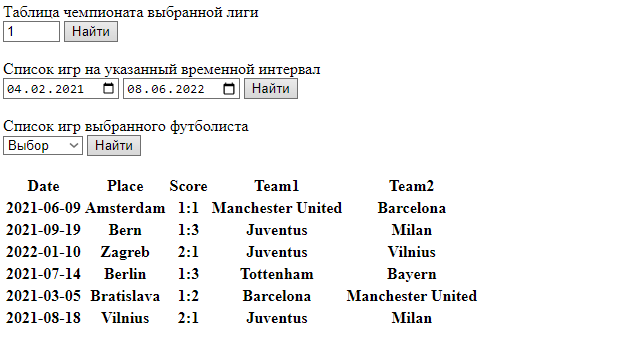 Таблица чемпионата выбранной лиги
1 Найти
Список игр на указанный временной интервал
04.02.2021 08.06.2022 Найти
Список игр выбранного футболиста
Выбор Найти
Date Place Score Team1 Team2
2021-06-09 Amsterdam 1:1 Manchester United Barcelona
2021-09-19 Bern 1:3 Juventus Milan
2022-01-10 Zagreb 2:1 Juventus Vilnius
2021-07-14 Berlin 1:3 Tottenham Bayern
2021-03-05 Bratislava 1:2 Barcelona Manchester United
2021-08-18 Vilnius 2:1 Juventus Milan